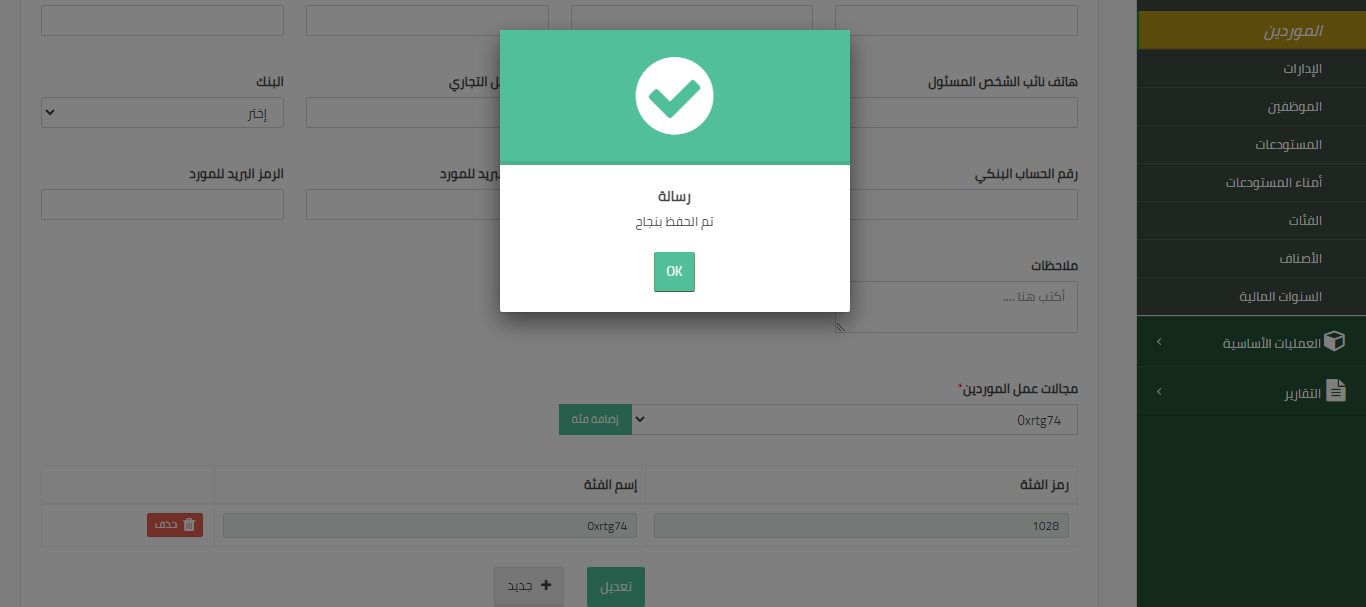 الموردين
الإدارات
الموظفين
المستودعات
أمناء المستودعات
الفئات
الأصناف
السنوات المالية
العمليات الأساسية
التقارير
هاتف نائب الشخص المسئول
التجاري
البنك
إختر
رقم الحساب البنكي
البريد للمورد
الرمز البريد للمورد
ملاحظات
أكتب هنا ....
رسالة
تم الحفظ بنجاح
OK
مجالات عمل الموردين*
0xrtg74
إضافة فئة
رمز الفئة إسم الفئة
1028 0xrtg74 حذف
تعديل جديد